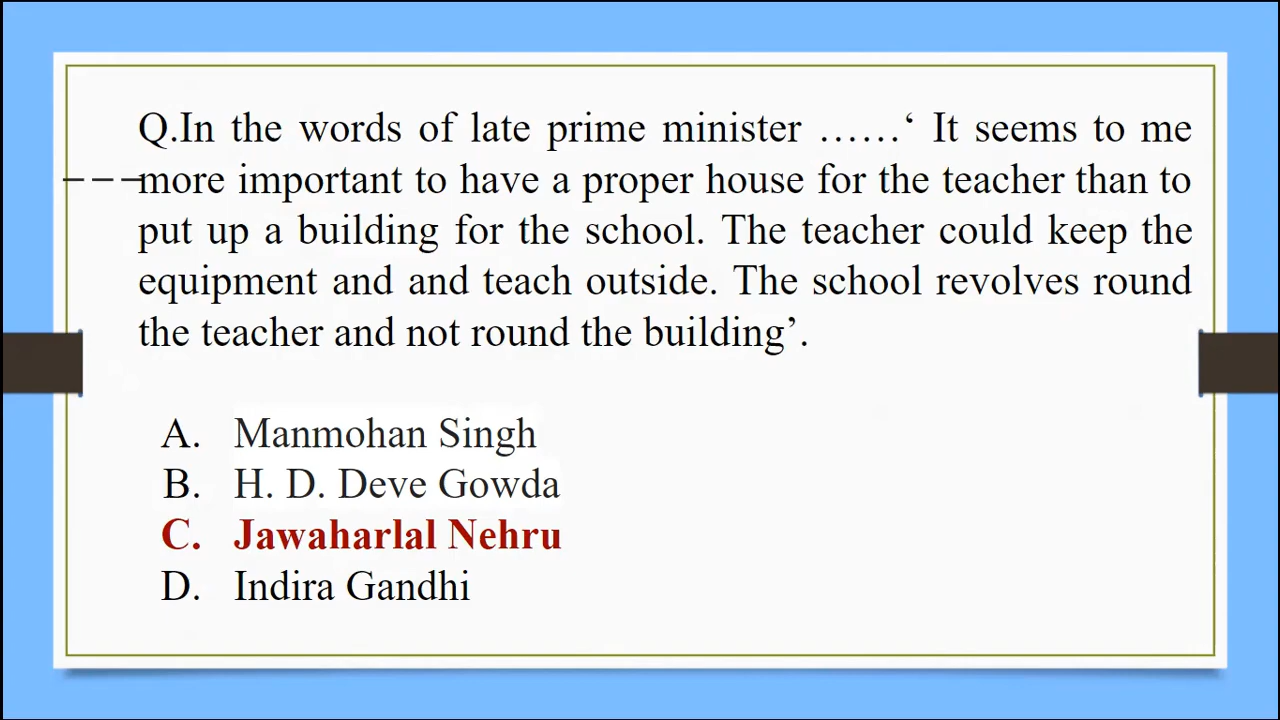 Q.In the words of late prime minister ……‘ It seems to me
more important to have a proper house for the teacher than to
put up a building for the school. The teacher could keep the
equipment and and teach outside. The school revolves round
the teacher and not round the building’.
A. Manmohan Singh
B. H. D. Deve Gowda
C. Jawaharlal Nehru
D. Indira Gandhi